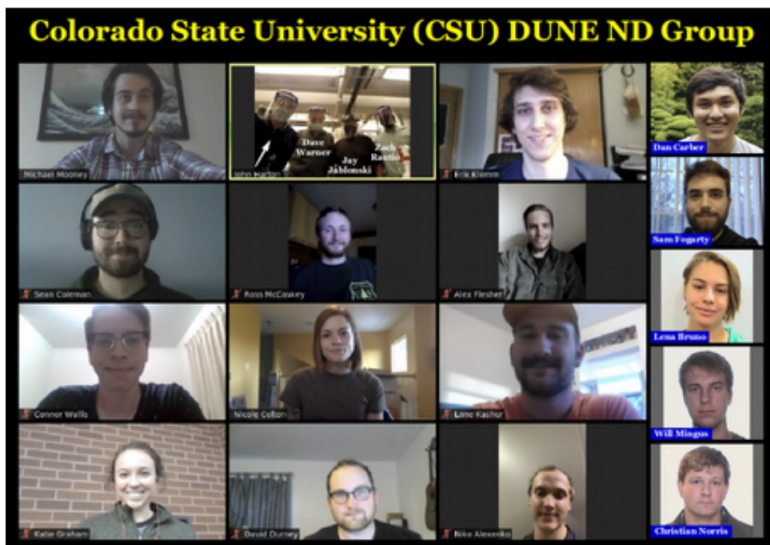 Colorado State University (CSU) DUNE ND Group
Michael Mooney
John Harton
Dave
Warner
Jay
Jablonski
Zach
Rautio
Erik Klemm
Dan Carber
Sam Fogarty
Sean Coleman
Ross McCaskey
Alex Flesher
Lena Bruno
Connor Wallis
Nicole Colton
Lane Kashur
Will Mingus
Katie Graham
David Durney
Niko Alexenko
Christian Norris